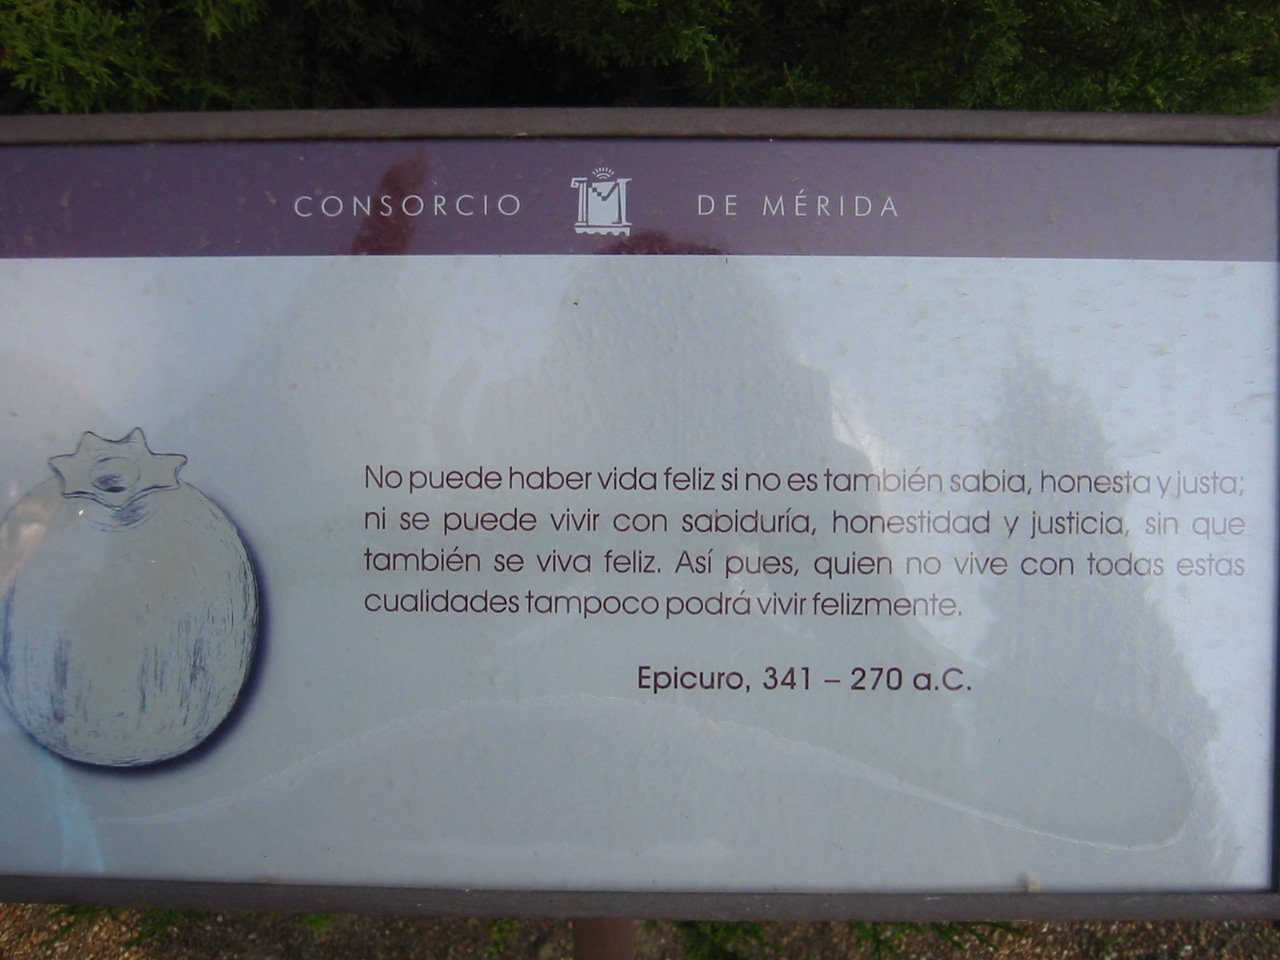 CONSORCIO DE MÉRIDA
No puede haber vida feliz si no es también sabia, honesta y justa;
ni se puede vivir con sabiduría, honestidad y justicia, sin que
también se viva feliz. Así pues, quien no vive con todas estas
cualidades tampoco podrá vivir felizmente.
Epicuro, 341 – 270 a.C.